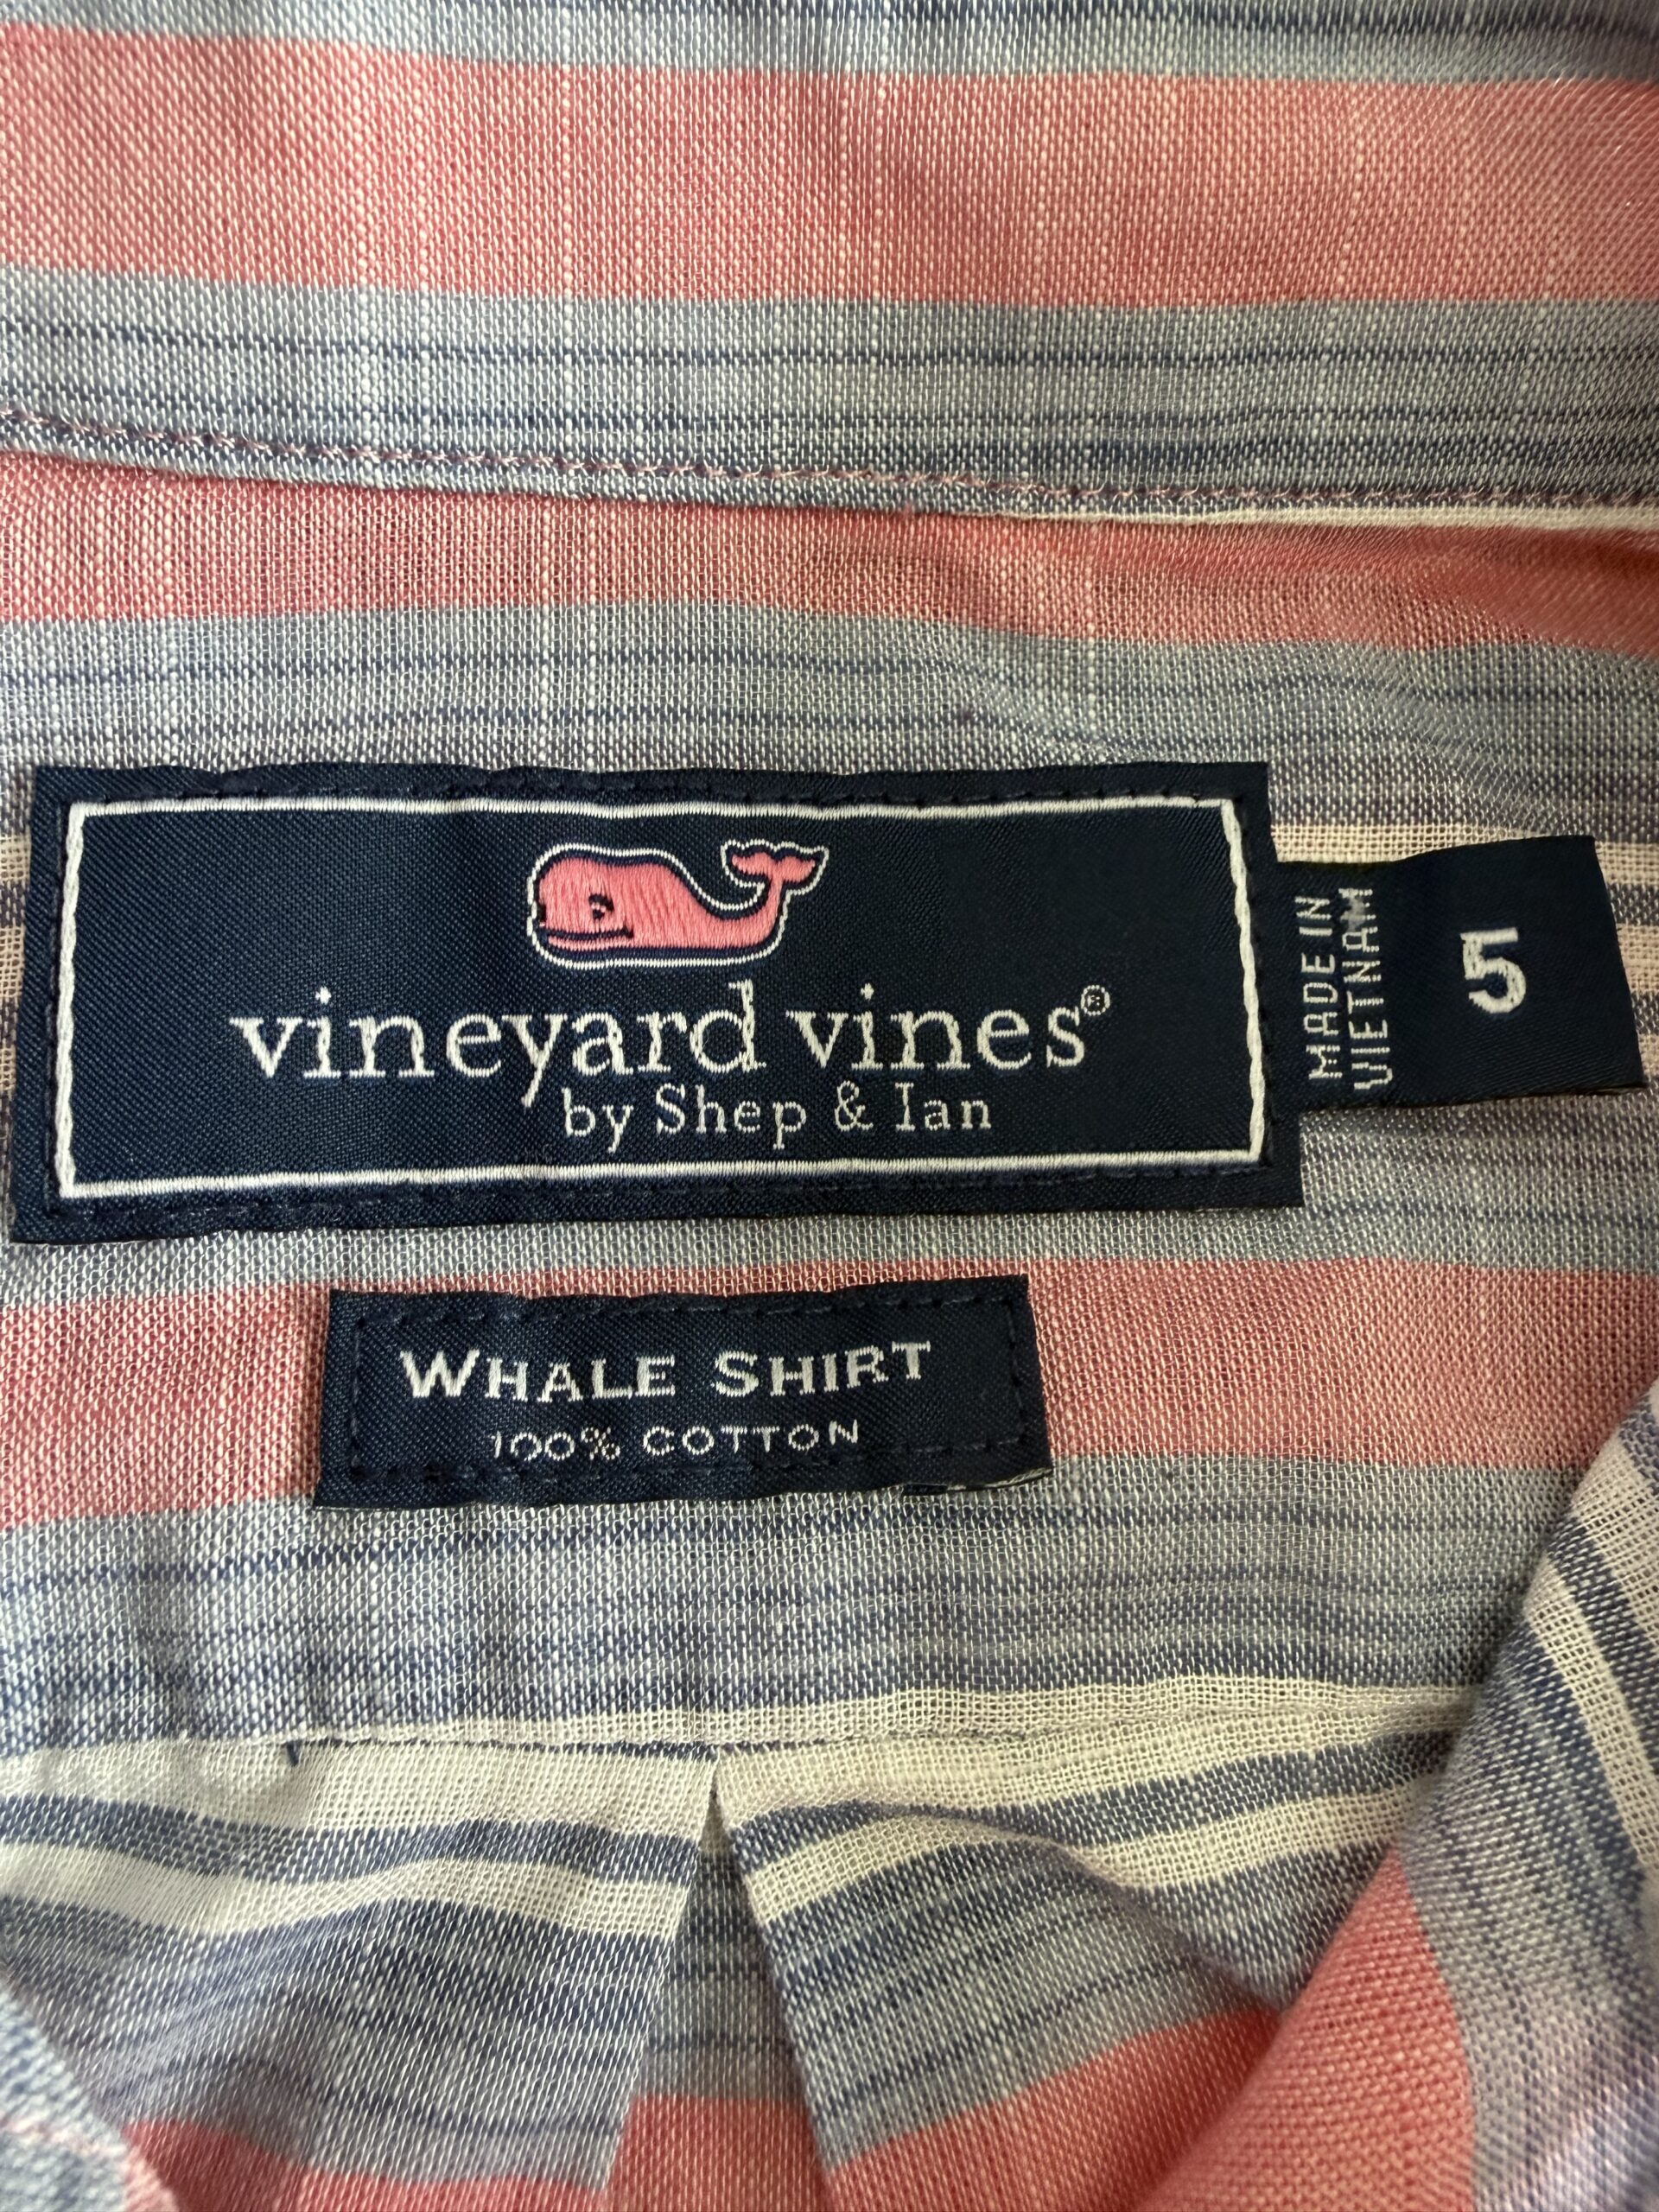 vineyard vines®
by Shep & Ian
MADE IN
VIETNAM
5
WHALE SHIRT
100% COTTON